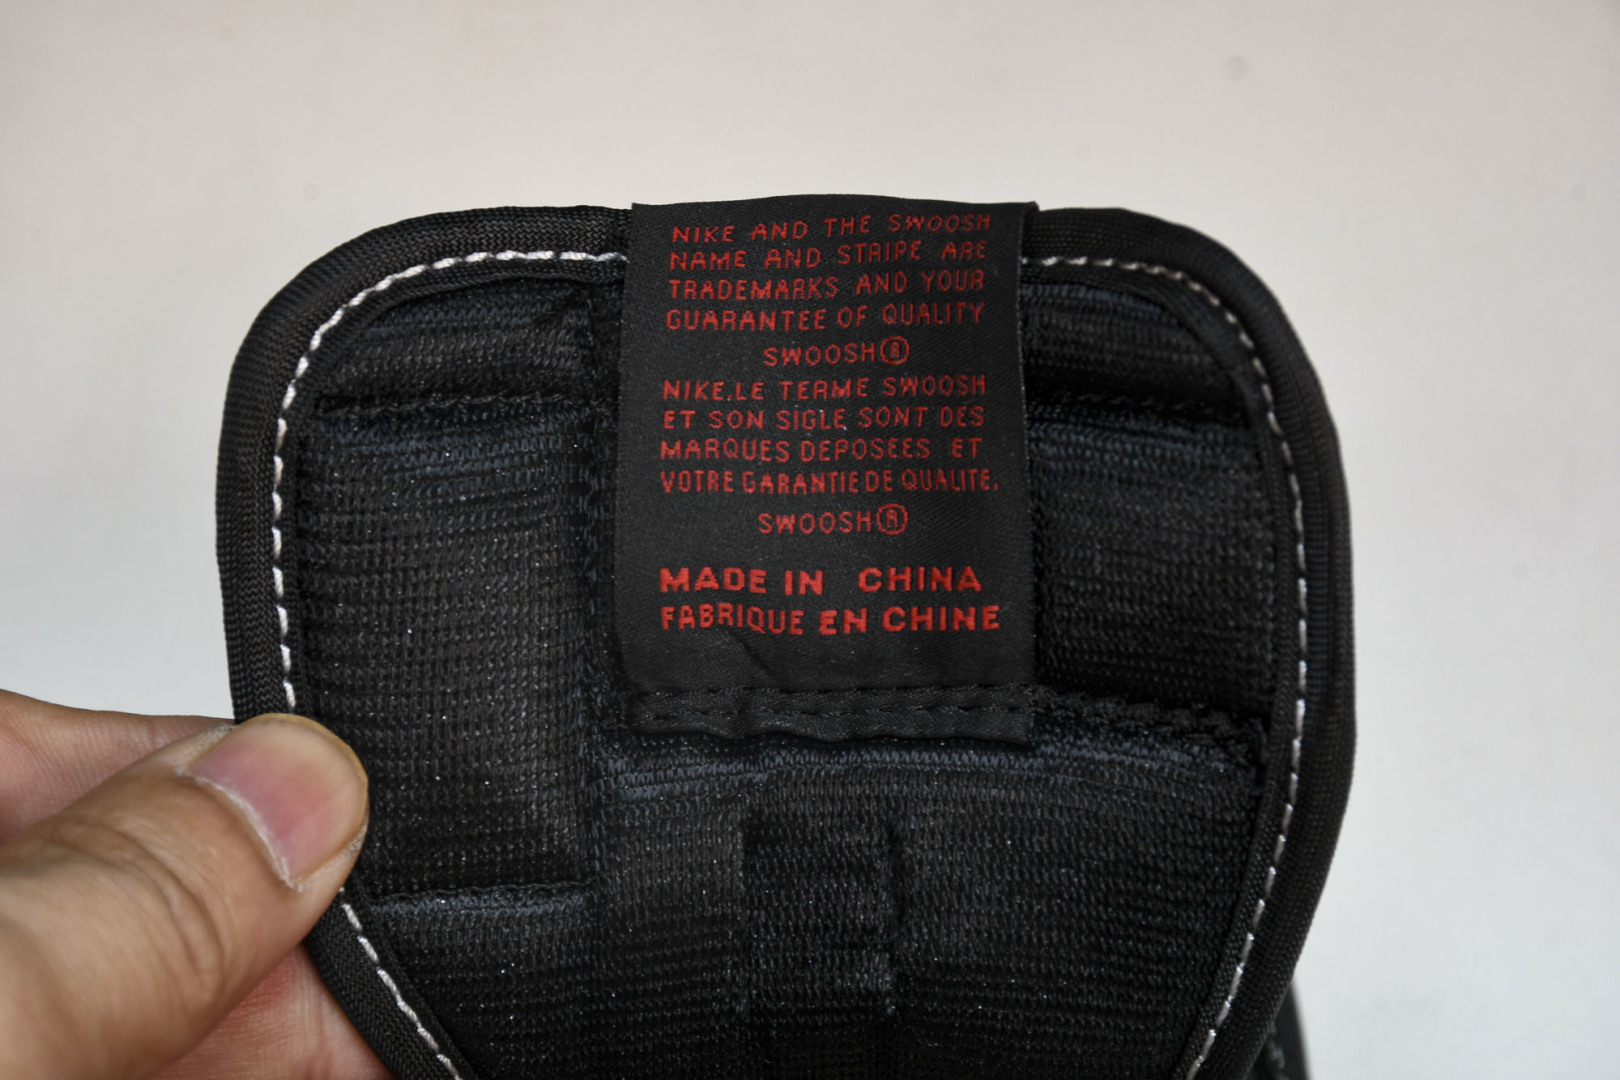 NIKE AND THE SWOOSH
NAME AND STRIPE ARE
TRADEMARKS AND YOUR
GUARANTEE OF QUALITY
SWOOSH®
NIKE.LE TERME SWOOSH
ET SON SIGLE SONT DES
MARQUES DEPOSEES ET
VOTRE GARANTIE DE QUALITE.
SWOOSH®
MADE IN CHINA
FABRIQUE EN CHINE